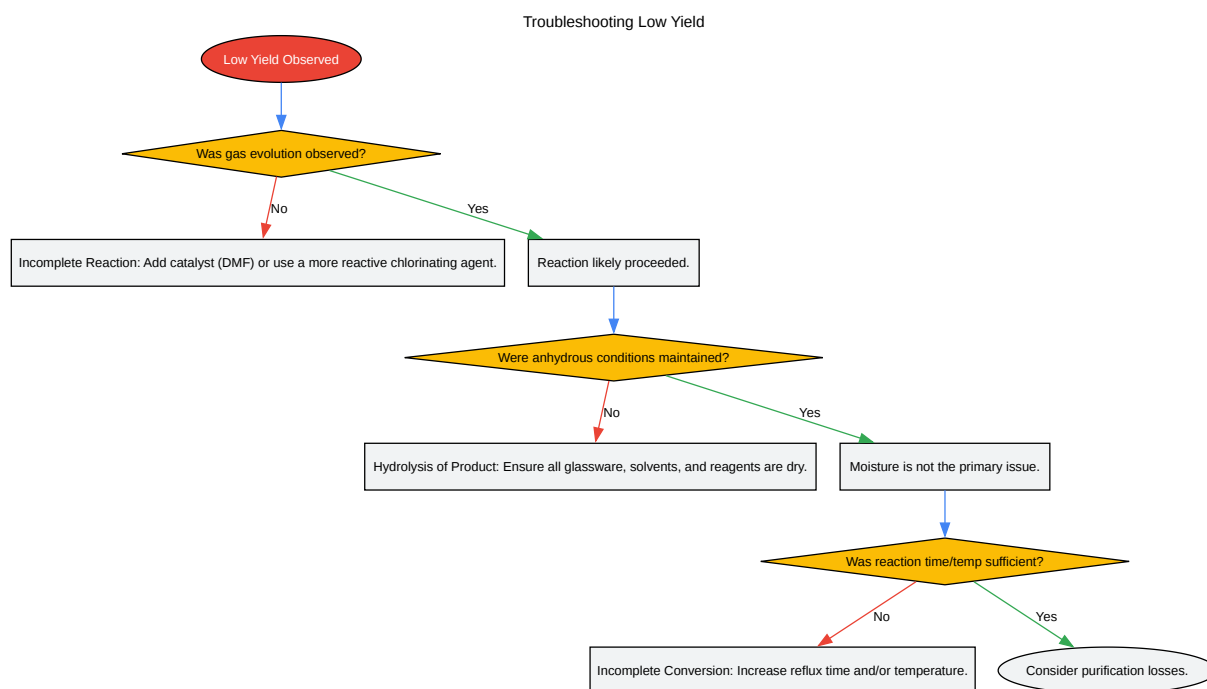 Troubleshooting Low Yield
Low Yield Observed
Was gas evolution observed?
No
Yes
Incomplete Reaction: Add catalyst (DMF) or use a more reactive chlorinating agent.
Reaction likely proceeded.
Were anhydrous conditions maintained?
No
Yes
Hydrolysis of Product: Ensure all glassware, solvents, and reagents are dry.
Moisture is not the primary issue.
Was reaction time/temp sufficient?
No
Yes
Incomplete Conversion: Increase reflux time and/or temperature.
Consider purification losses.